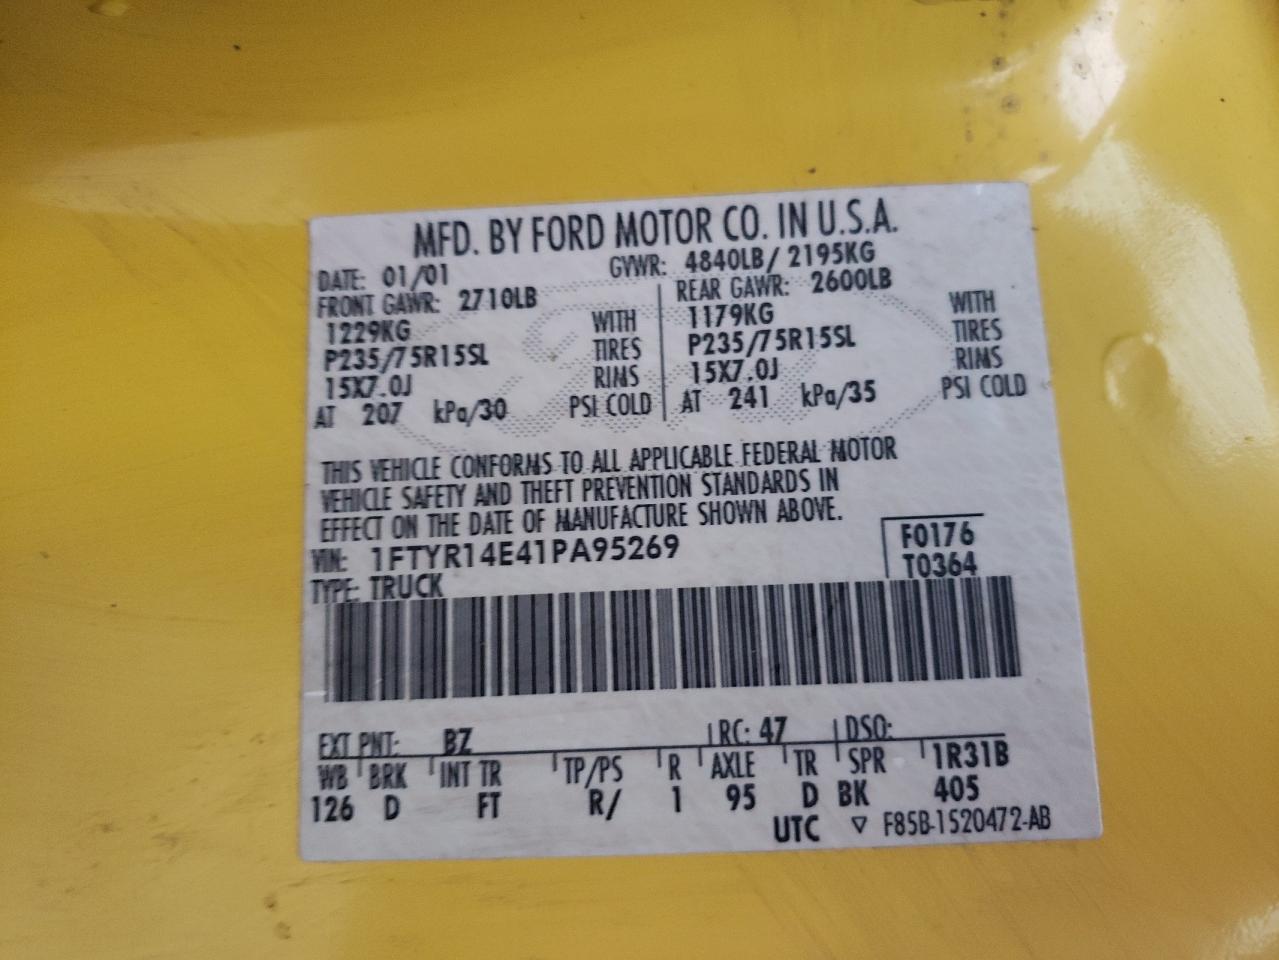 MFD. BY FORD MOTOR CO. IN U.S.A.
DATE: 01/01 GVWR: 4840LB/ 2195KG
FRONT GAWR: 2710LB REAR GAWR: 2600LB
1229KG WITH 1179KG WITH
P235/75R15SL TIRES P235/75R15SL TIRES
15X7.0J RIMS 15X7.0J RIMS
AT 207 kPa/30 PSI COLD AT 241 kPa/35 PSI COLD
THIS VEHICLE CONFORMS TO ALL APPLICABLE FEDERAL MOTOR
VEHICLE SAFETY AND THEFT PREVENTION STANDARDS IN
EFFECT ON THE DATE OF MANUFACTURE SHOWN ABOVE.
VIN: 1FTYR14E41PA95269 F0176
TYPE: TRUCK T0364
EXT PNT: BZ RC: 47 DSO:
WB BRK INT TR TP/PS R AXLE TR SPR 1R31B
126 D FT R/ 1 95 D BK 405
UTC ▽ F85B-1520472-AB